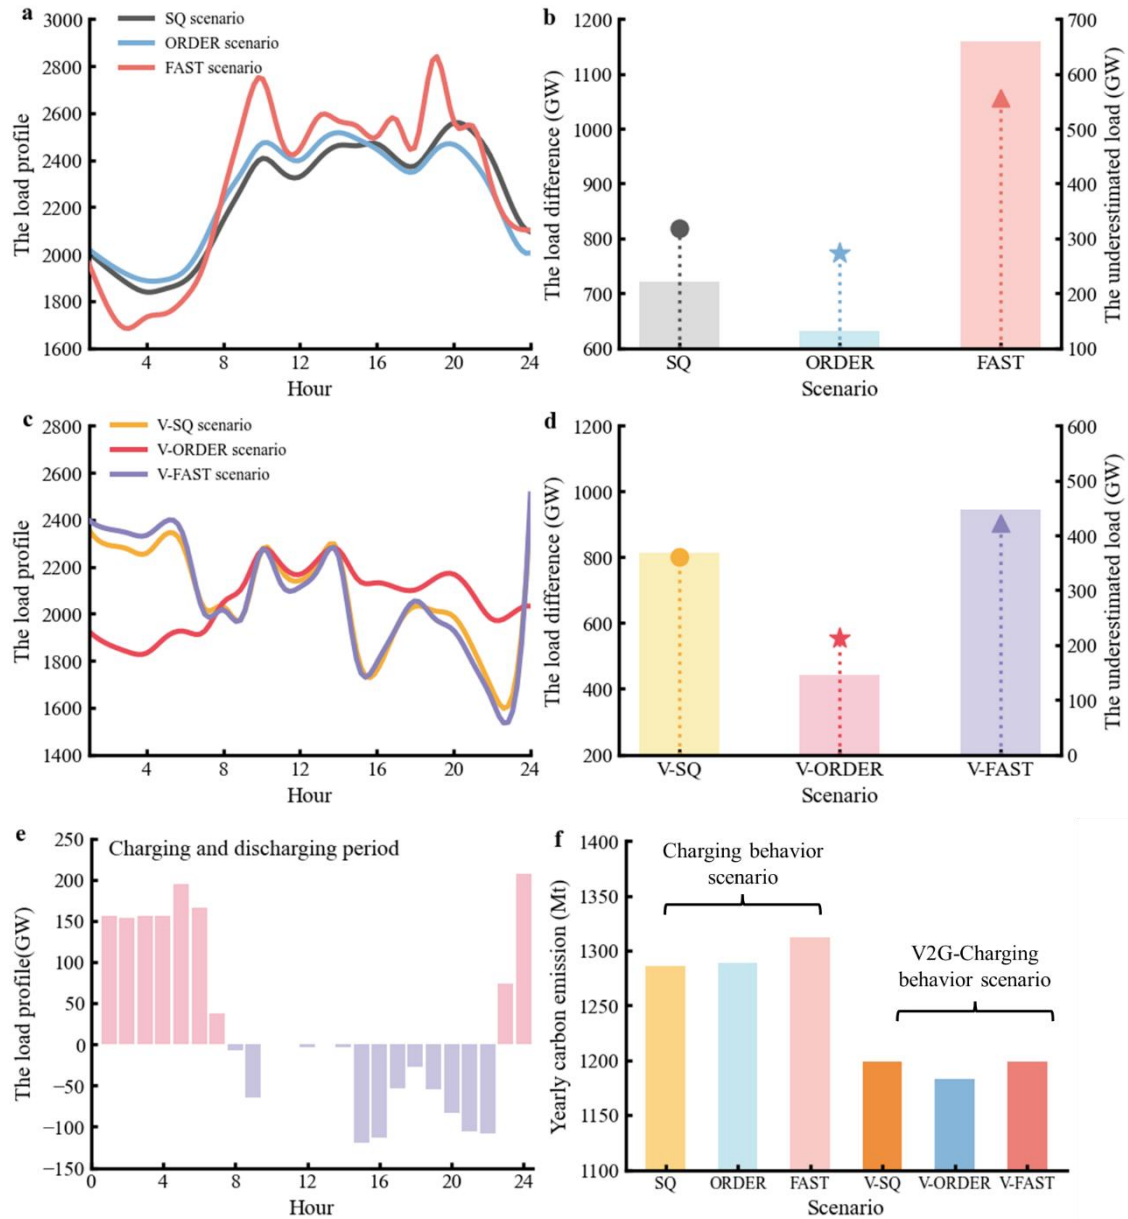 a
3000
2800
2600
2400
2200
2000
1800
1600
The load profile
SQ scenario
ORDER scenario
FAST scenario
4
8
12
16
20
24
Hour
b
1200
1100
1000
900
800
700
600
The load difference (GW)
700
600
500
400
300
200
100
The underestimated load (GW)
SQ
ORDER
FAST
Scenario
c
2800
2600
2400
2200
2000
1800
1600
1400
The load profile
V-SQ scenario
V-ORDER scenario
V-FAST scenario
4
8
12
16
20
24
Hour
d
1200
1000
800
600
400
200
The load difference (GW)
600
500
400
300
200
100
0
The underestimated load (GW)
V-SQ
V-ORDER
V-FAST
Scenario
e
250
200
150
100
50
0
−50
−100
−150
The load profile(GW)
Charging and discharging period
0
4
8
12
16
20
24
Hour
f
1400
1350
1300
1250
1200
1150
1100
Yearly carbon emission (Mt)
Charging behavior
scenario
V2G-Charging
behavior scenario
SQ
ORDER
FAST
V-SQ
V-ORDER
V-FAST
Scenario